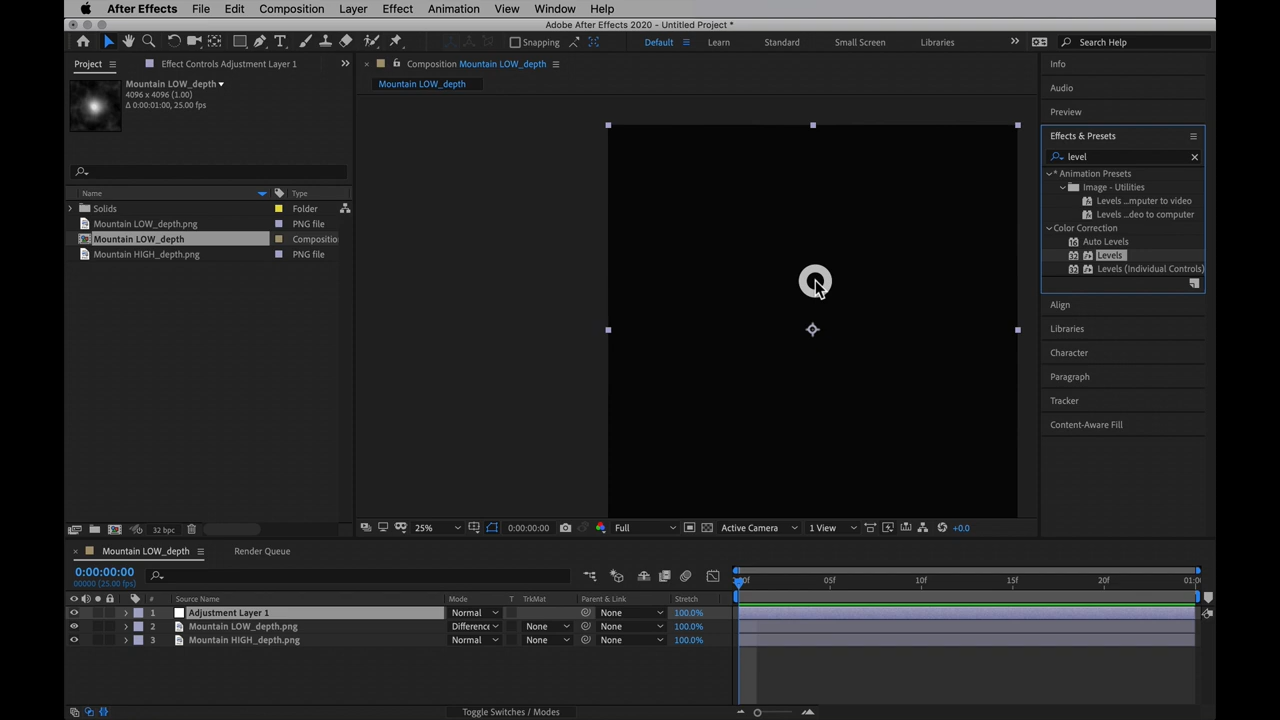 After Effects File Edit Composition Layer Effect Animation View Window Help
Adobe After Effects 2020 - Untitled Project *
Snapping Default Learn Standard Small Screen Libraries Search Help
Project Effect Controls Adjustment Layer 1
Composition Mountain LOW_depth
Mountain LOW_depth
Mountain LOW_depth
4096 x 4096 (1.00)
Δ 0:00:01:00, 25.00 fps
Name Type
Solids Folder
Mountain LOW_depth.png PNG file
Mountain LOW_depth Compositio
Mountain HIGH_depth.png PNG file
32 bpc
25% 0:00:00:00 Full Active Camera 1 View +0.0
Info
Audio
Preview
Effects & Presets
level
* Animation Presets
Image - Utilities
Levels ...mputer to video
Levels ...deo to computer
Color Correction
Auto Levels
32 Levels
32 Levels (Individual Controls)
Align
Libraries
Character
Paragraph
Tracker
Content-Aware Fill
Mountain LOW_depth Render Queue
0:00:00:00
00000 (25.00 fps)
:00f 05f 10f 15f 20f 01:0
# Source Name Mode T TrkMat Parent & Link Stretch
1 Adjustment Layer 1 Normal None 100.0%
2 Mountain LOW_depth.png Differenc None None 100.0%
3 Mountain HIGH_depth.png Normal None None 100.0%
Toggle Switches / Modes